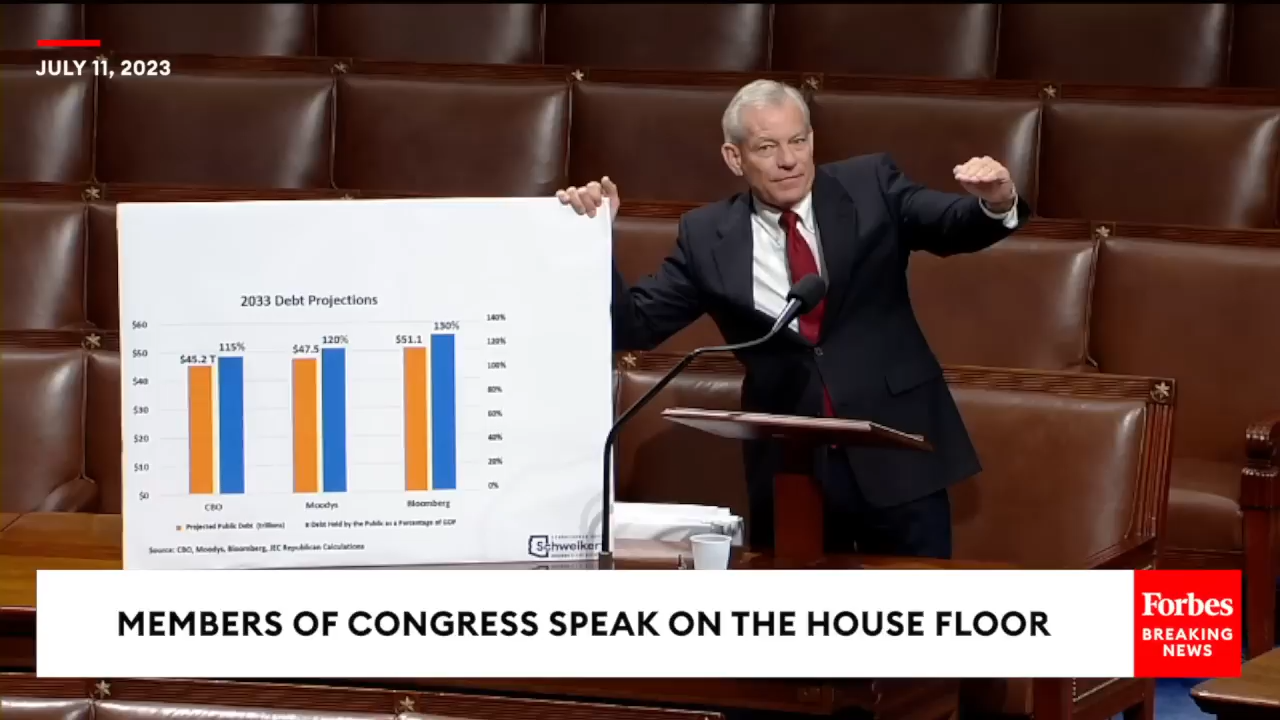 JULY 11, 2023
2033 Debt Projections
$60
$50
$40
$30
$20
$10
$0
$45.2 T
115%
$47.5
120%
$51.1
130%
140%
120%
100%
80%
60%
40%
20%
0%
CBO
Moodys
Bloomberg
Projected Public Debt (trillions)
Debt Held by the Public as a Percentage of GDP
Source: CBO, Moodys, Bloomberg, JEC Republican Calculations
Schweiker
MEMBERS OF CONGRESS SPEAK ON THE HOUSE FLOOR
Forbes
BREAKING
NEWS